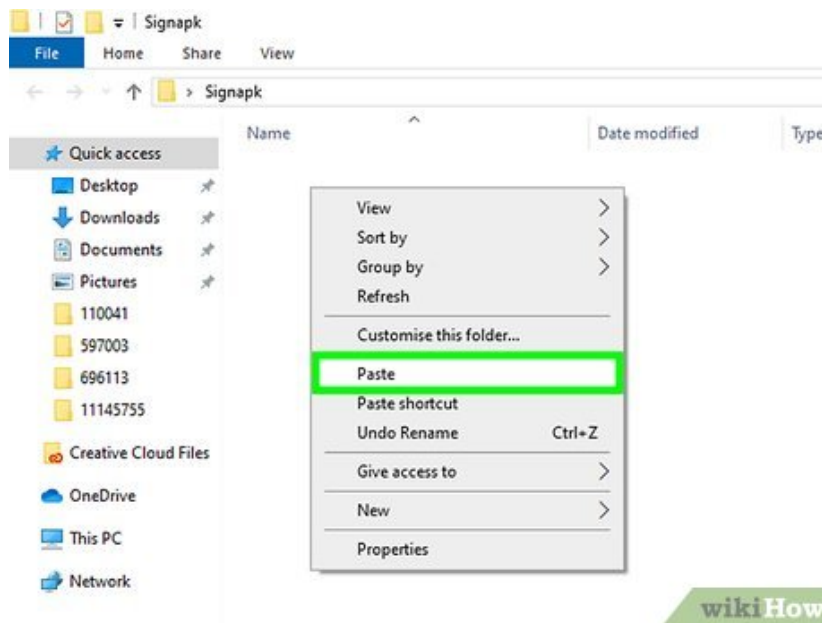 Signapk
File Home Share View
Signapk
Name Date modified Type
Quick access
Desktop
Downloads
Documents
Pictures
110041
597003
696113
11145755
Creative Cloud Files
OneDrive
This PC
Network
View
Sort by
Group by
Refresh
Customise this folder...
Paste
Paste shortcut
Undo Rename Ctrl+Z
Give access to
New
Properties
wikiHow